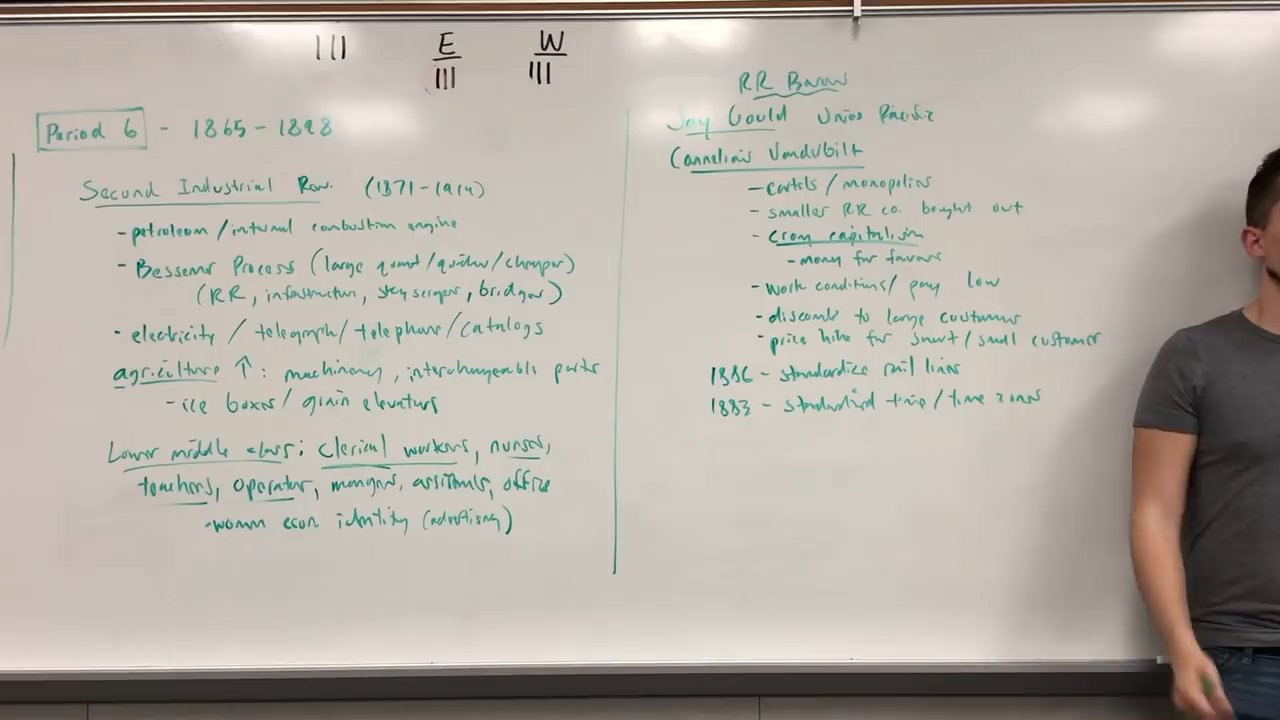 ||| E W
||| |||
Period 6 - 1865 - 1898
Second Industrial Rev. (1871-1914)
- petroleum / internal combustion engine
- Bessemer Process (large quant/quicker/cheaper)
(RR, infastructure, sky scraper, bridges)
- electricity / telegraph / telephone / catalogs
agriculture ↑ : machinery, interchangeable parts
- ice boxes / grain elevators
Lower middle class: clerical workers, nurses,
teachers, operator, managers, assistants, office
- women econ identity (advertising)
RR Barons
Jay Gould Union Pacific
Cornelius Vanderbilt
- cartels / monopolies
- smaller RR co. bought out
- crony capitalism
- money for favors
- work conditions / pay low
- discounts to large customers
- price hike for short / small customer
1886 - standardize rail lines
1883 - standardized time / time zones